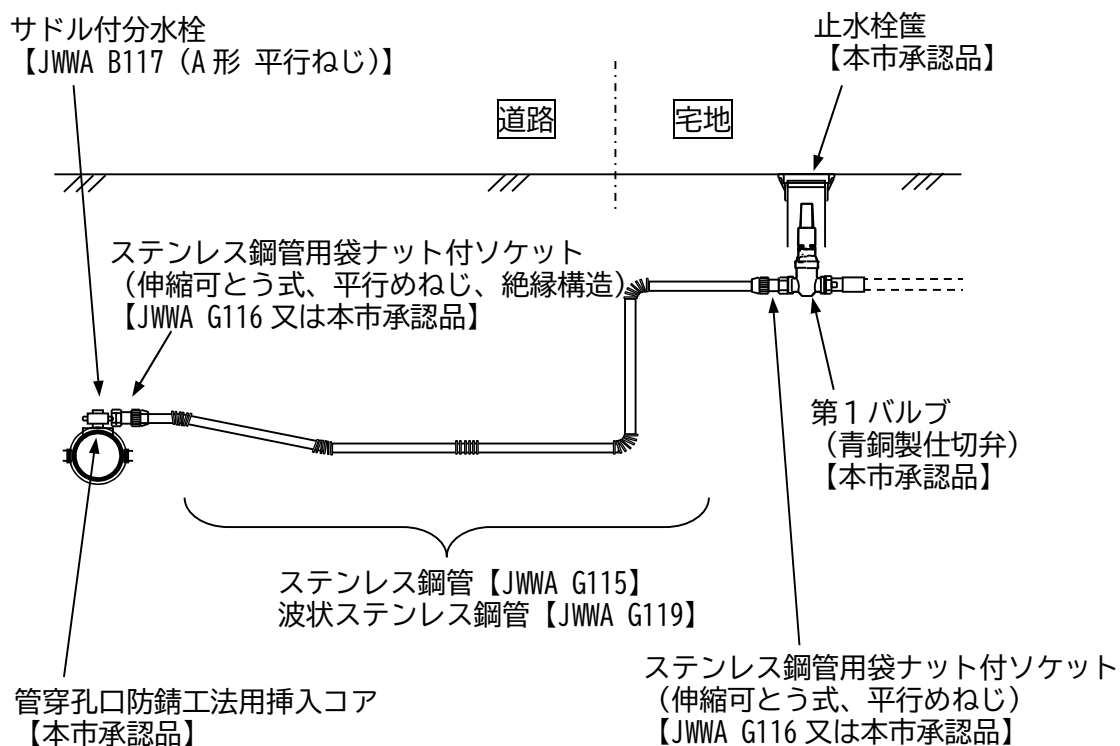 サドル付分水栓
【JWWA B117（A形 平行ねじ）】
止水栓筐
【本市承認品】
道路
宅地
ステンレス鋼管用袋ナット付ソケット
（伸縮可とう式、平行めねじ、絶縁構造）
【JWWA G116 又は本市承認品】
第１バルブ
（青銅製仕切弁）
【本市承認品】
ステンレス鋼管【JWWA G115】
波状ステンレス鋼管【JWWA G119】
ステンレス鋼管用袋ナット付ソケット
（伸縮可とう式、平行めねじ）
【JWWA G116 又は本市承認品】
管穿孔口防錆工法用挿入コア
【本市承認品】